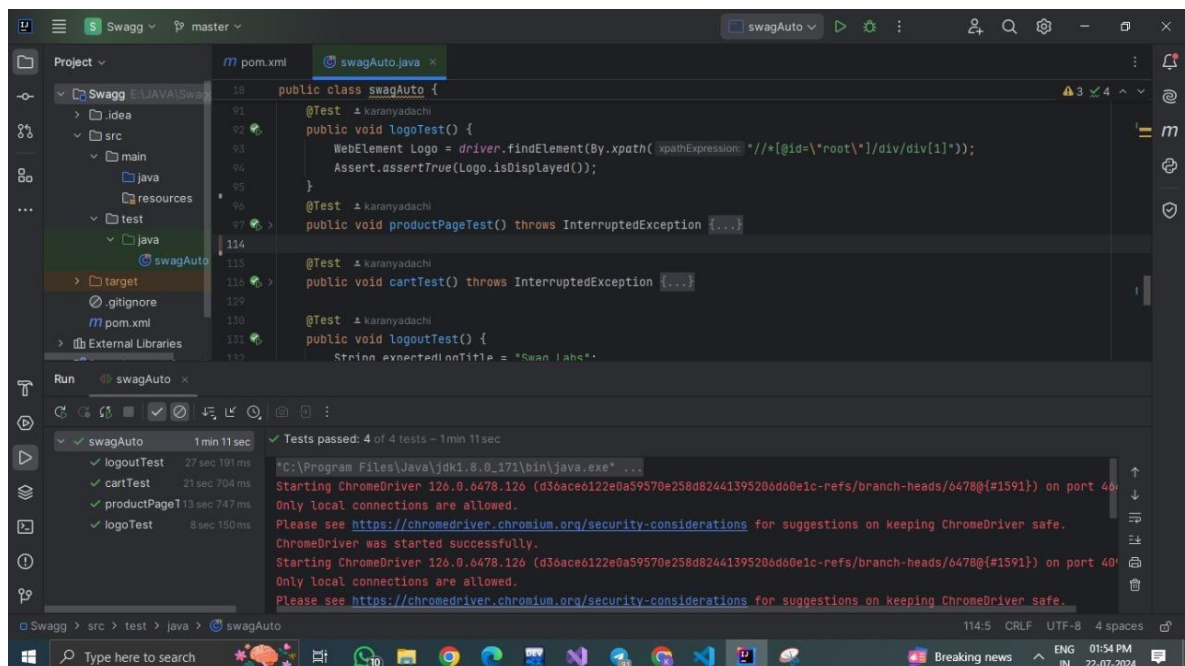 S Swagg master swagAuto
Project
pom.xml swagAuto.java
Swagg E:\JAVA\Swag
.idea
src
main
java
resources
test
java
swagAuto
target
.gitignore
pom.xml
External Libraries
18 public class swagAuto { 3 4
91 @Test karanyadachi
92 public void logoTest() {
93 WebElement Logo = driver.findElement(By.xpath( xpathExpression: "//*[@id=\"root\"]/div/div[1]"));
94 Assert.assertTrue(Logo.isDisplayed());
95 }
96 @Test karanyadachi
97 public void productPageTest() throws InterruptedException {...}
114
115 @Test karanyadachi
116 public void cartTest() throws InterruptedException {...}
129
130 @Test karanyadachi
131 public void logoutTest() {
132 String expectedLogTitle = "Swag Labs";
Run swagAuto
swagAuto 1 min 11 sec
logoutTest 27 sec 191 ms
cartTest 21 sec 704 ms
productPageT 13 sec 747 ms
logoTest 8 sec 150 ms
Tests passed: 4 of 4 tests – 1 min 11 sec
"C:\Program Files\Java\jdk1.8.0_171\bin\java.exe" ...
Starting ChromeDriver 126.0.6478.126 (d36ace6122e0a59570e258d82441395206d60e1c-refs/branch-heads/6478@{#1591}) on port
Only local connections are allowed.
Please see https://chromedriver.chromium.org/security-considerations for suggestions on keeping ChromeDriver safe.
ChromeDriver was started successfully.
Starting ChromeDriver 126.0.6478.126 (d36ace6122e0a59570e258d82441395206d60e1c-refs/branch-heads/6478@{#1591}) on port
Only local connections are allowed.
Please see https://chromedriver.chromium.org/security-considerations for suggestions on keeping ChromeDriver safe.
Swagg > src > test > java > swagAuto 114:5 CRLF UTF-8 4 spaces
Type here to search Breaking news ENG 01:54 PM
IN 22-07-2024